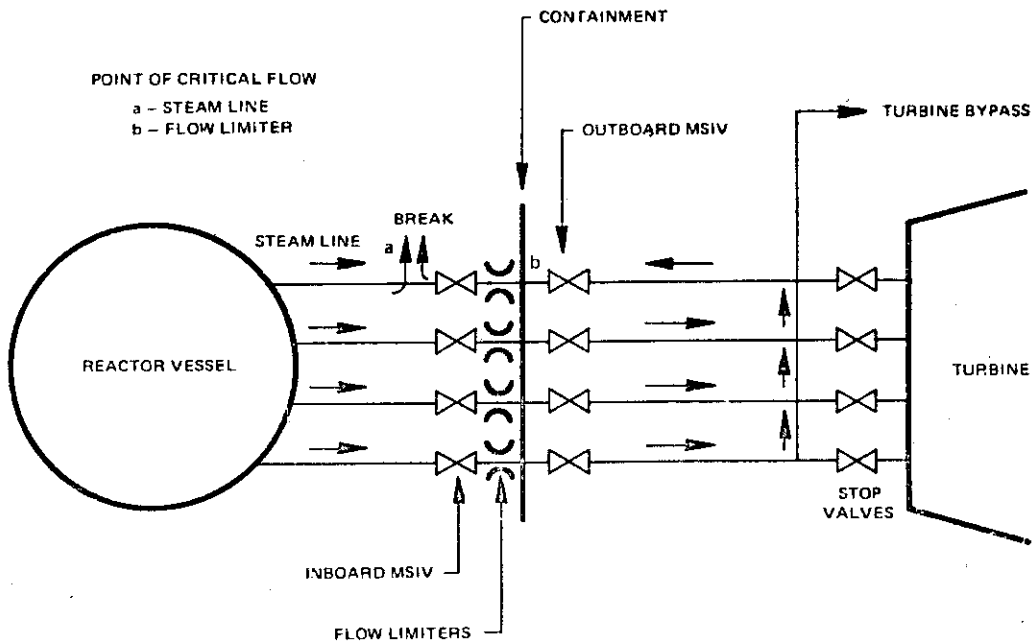 CONTAINMENT
POINT OF CRITICAL FLOW
a – STEAM LINE
b – FLOW LIMITER
TURBINE BYPASS
OUTBOARD MSIV
BREAK
STEAM LINE
a
b
REACTOR VESSEL
TURBINE
STOP
VALVES
INBOARD MSIV
FLOW LIMITERS